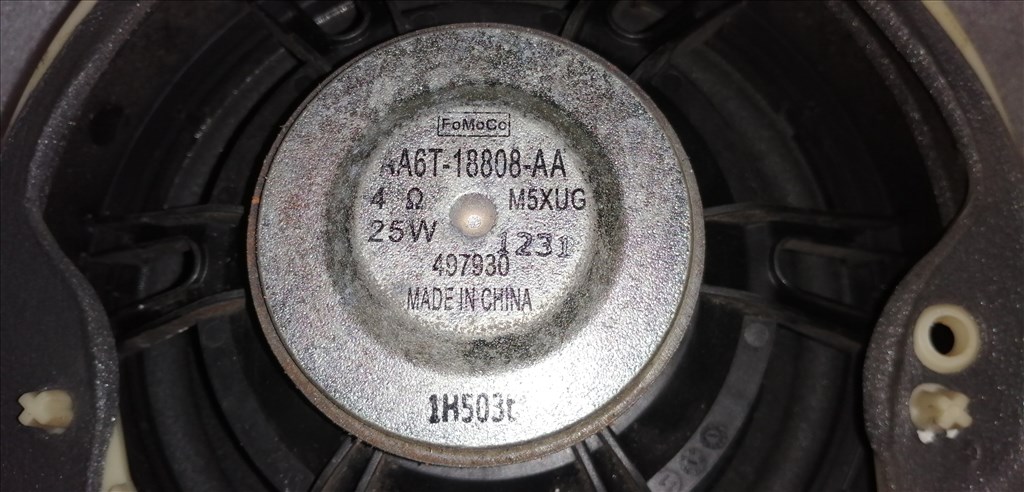 FoMoCo
AA6T-18808-AA
4 Ω M5XUG
25W
1231
497930
MADE IN CHINA
1H503t